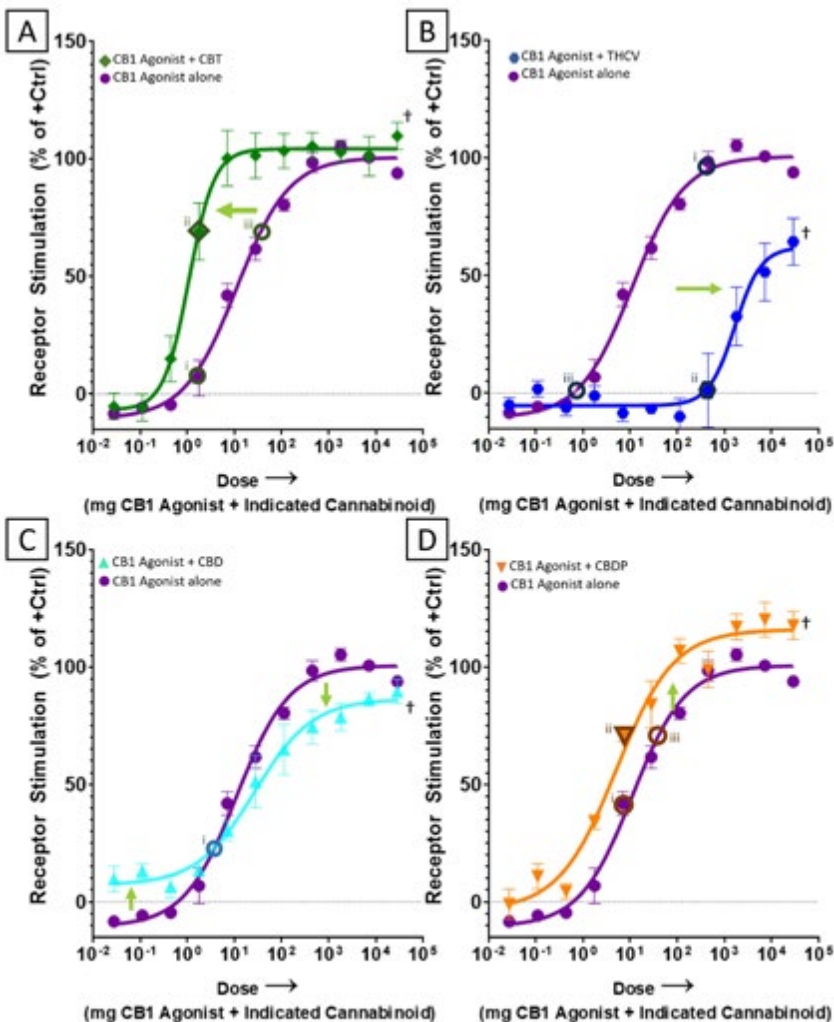 A
150
100
50
0
Receptor Stimulation (% of +Ctrl)
CB1 Agonist + CBT
CB1 Agonist alone
†
ii
iii
i
10-2 10-1 100 101 102 103 104 105
Dose →
(mg CB1 Agonist + Indicated Cannabinoid)
B
150
100
50
0
Receptor Stimulation (% of +Ctrl)
CB1 Agonist + THCV
CB1 Agonist alone
i
†
iii
ii
10-2 10-1 100 101 102 103 104 105
Dose →
(mg CB1 Agonist + Indicated Cannabinoid)
C
150
100
50
0
Receptor Stimulation (% of +Ctrl)
CB1 Agonist + CBD
CB1 Agonist alone
†
i
10-2 10-1 100 101 102 103 104 105
Dose →
(mg CB1 Agonist + Indicated Cannabinoid)
D
150
100
50
0
Receptor Stimulation (% of +Ctrl)
CB1 Agonist + CBDP
CB1 Agonist alone
†
ii
iii
i
10-2 10-1 100 101 102 103 104 105
Dose →
(mg CB1 Agonist + Indicated Cannabinoid)